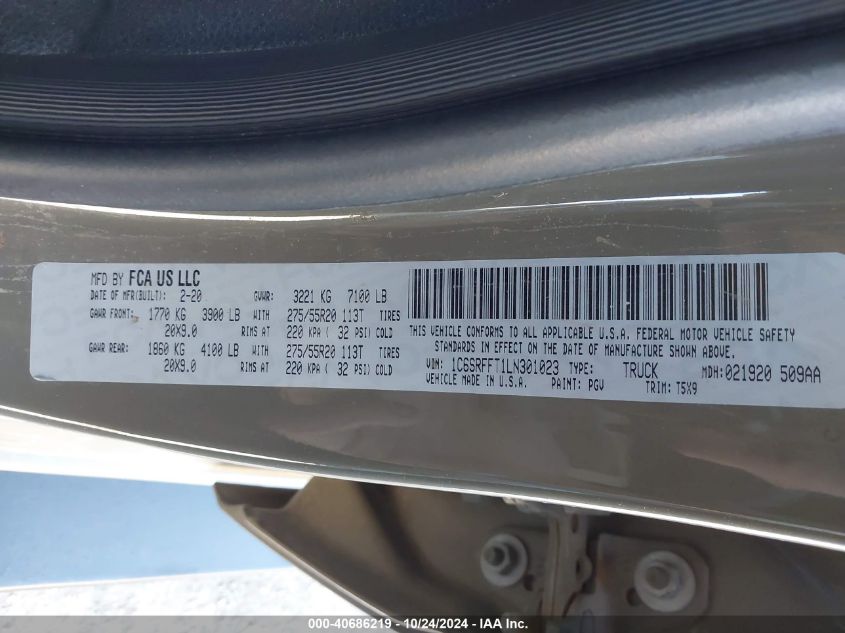 MFD BY FCA US LLC
DATE OF MFR(BUILT): 2-20 GVWR: 3221 KG 7100 LB
GAWR FRONT: 1770 KG 3900 LB WITH 275/55R20 113T TIRES
20X9.0 RIMS AT 220 KPA ( 32 PSI) COLD
GAWR REAR: 1860 KG 4100 LB WITH 275/55R20 113T TIRES
20X9.0 RIMS AT 220 KPA ( 32 PSI) COLD
THIS VEHICLE CONFORMS TO ALL APPLICABLE U.S.A. FEDERAL MOTOR VEHICLE SAFETY
STANDARDS IN EFFECT ON THE DATE OF MANUFACTURE SHOWN ABOVE.
VIN: 1C6SRFFT1LN301023 TYPE: TRUCK MDH:021920 509AA
VEHICLE MADE IN U.S.A. PAINT: PGV TRIM: T5X9
000-40686219 - 10/24/2024 - IAA Inc.